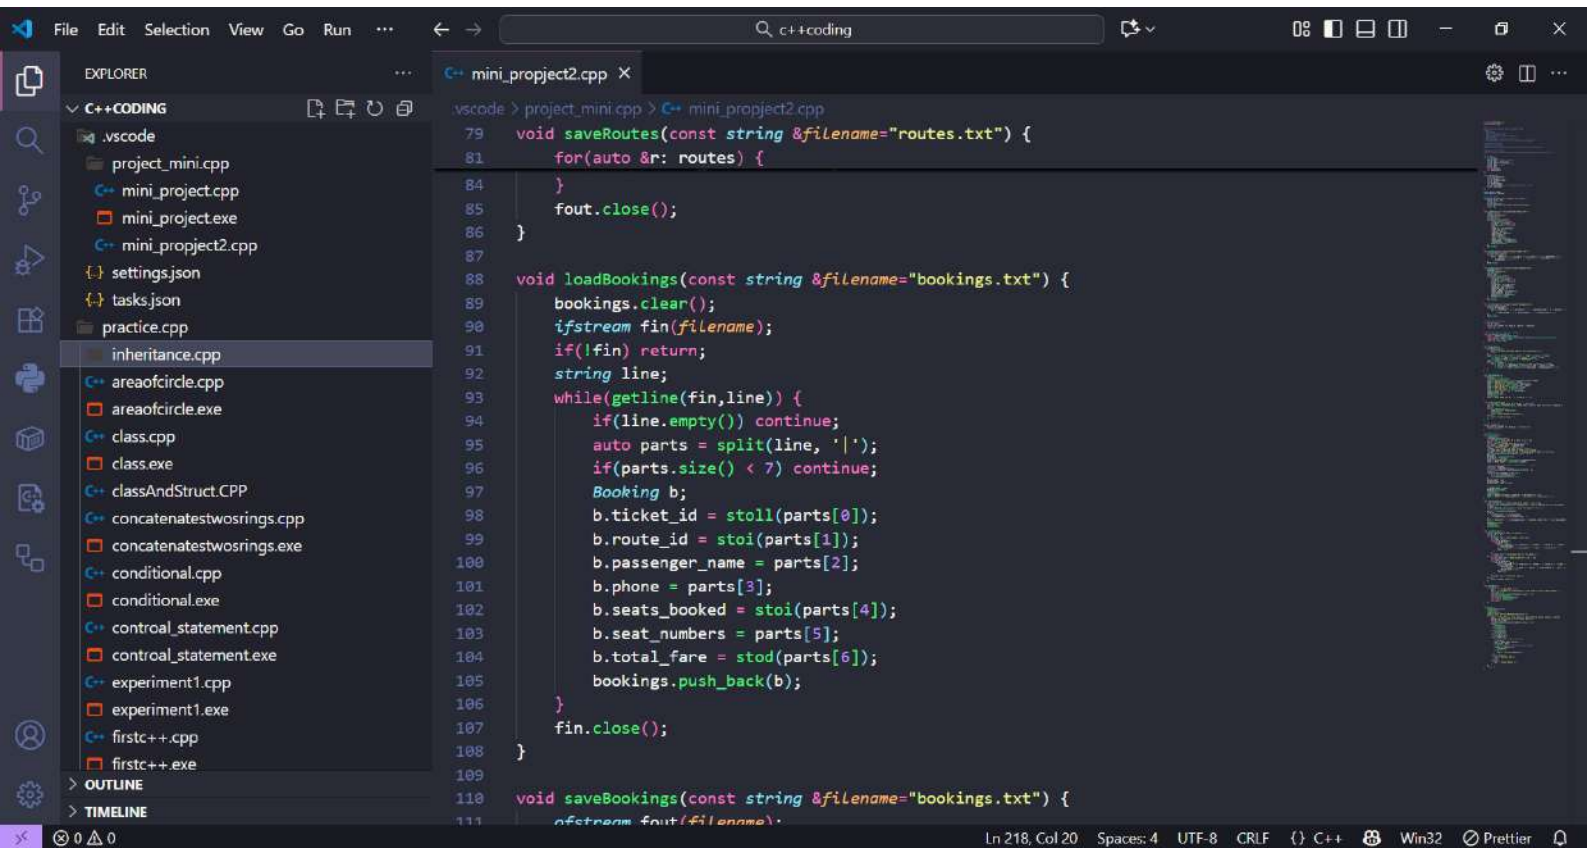 File Edit Selection View Go Run ··· ← → c++coding
EXPLORER ···
C++CODING
.vscode
project_mini.cpp
mini_project.cpp
mini_project.exe
mini_propject2.cpp
settings.json
tasks.json
practice.cpp
inheritance.cpp
areaofcircle.cpp
areaofcircle.exe
class.cpp
class.exe
classAndStruct.CPP
concatenatestwosrings.cpp
concatenatestwosrings.exe
conditional.cpp
conditional.exe
controal_statement.cpp
controal_statement.exe
experiment1.cpp
experiment1.exe
firstc++.cpp
firstc++.exe
OUTLINE
TIMELINE
mini_propject2.cpp
.vscode > project_mini.cpp > mini_propject2.cpp
79 void saveRoutes(const string &filename="routes.txt") {
81 for(auto &r: routes) {
84 }
85 fout.close();
86 }
87
88 void loadBookings(const string &filename="bookings.txt") {
89 bookings.clear();
90 ifstream fin(filename);
91 if(!fin) return;
92 string line;
93 while(getline(fin,line)) {
94 if(line.empty()) continue;
95 auto parts = split(line, '|');
96 if(parts.size() < 7) continue;
97 Booking b;
98 b.ticket_id = stoll(parts[0]);
99 b.route_id = stoi(parts[1]);
100 b.passenger_name = parts[2];
101 b.phone = parts[3];
102 b.seats_booked = stoi(parts[4]);
103 b.seat_numbers = parts[5];
104 b.total_fare = stod(parts[6]);
105 bookings.push_back(b);
106 }
107 fin.close();
108 }
109
110 void saveBookings(const string &filename="bookings.txt") {
111 ofstream fout(filename);
0 0 Ln 218, Col 20 Spaces: 4 UTF-8 CRLF {} C++ Win32 Prettier